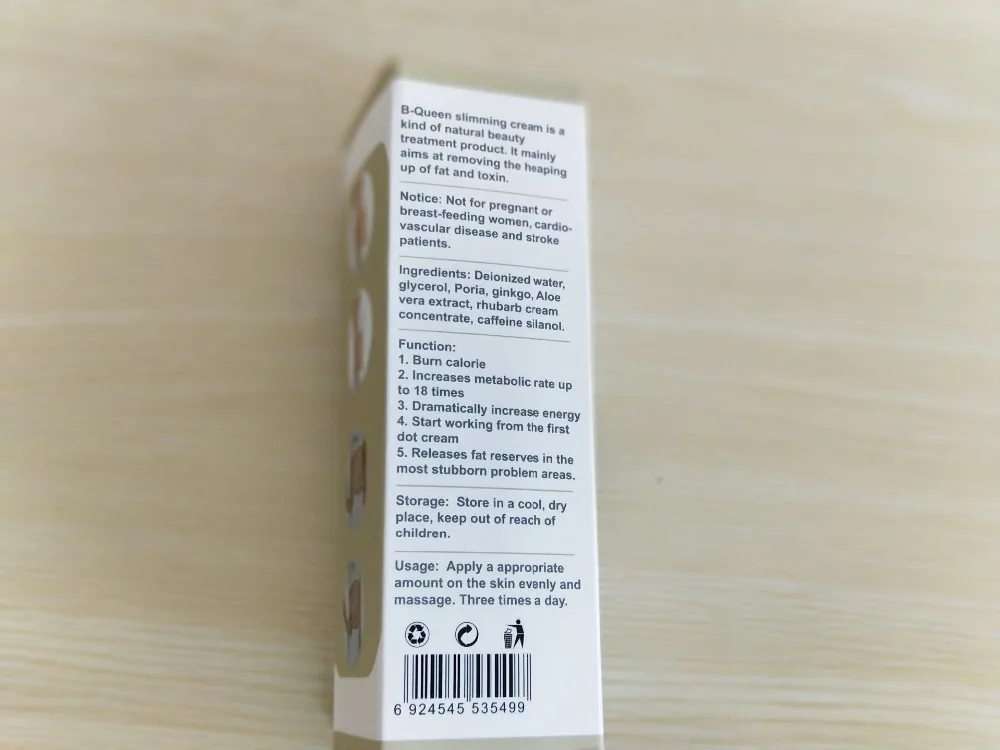 B-Queen slimming cream is a
kind of natural beauty
treatment product. It mainly
aims at removing the heaping
up of fat and toxin.
Notice: Not for pregnant or
breast-feeding women, cardio-
vascular disease and stroke
patients.
Ingredients: Deionized water,
glycerol, Poria, ginkgo, Aloe
vera extract, rhubarb cream
concentrate, caffeine silanol.
Function:
1. Burn calorie
2. Increases metabolic rate up
to 18 times
3. Dramatically increase energy
4. Start working from the first
dot cream
5. Releases fat reserves in the
most stubborn problem areas.
Storage: Store in a cool, dry
place, keep out of reach of
children.
Usage: Apply a appropriate
amount on the skin evenly and
massage. Three times a day.
6 924545 535499